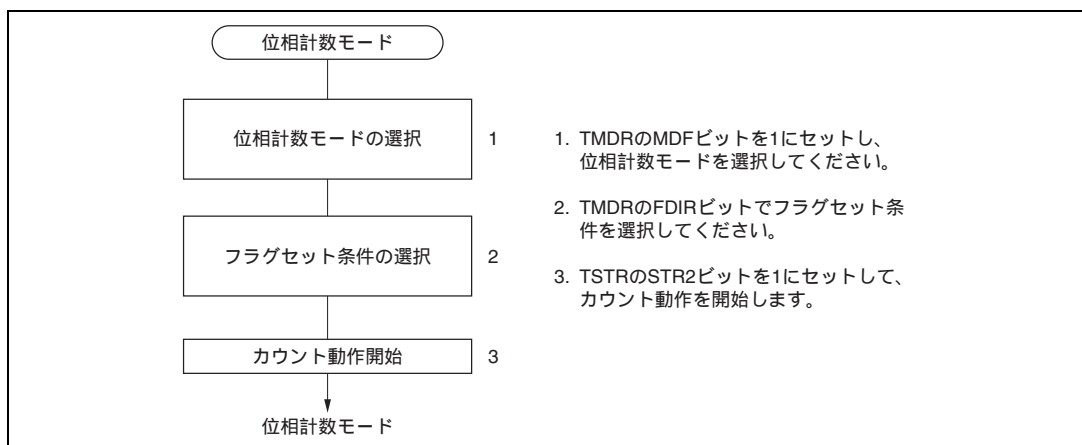 位相計数モード
位相計数モードの選択
1
フラグセット条件の選択
2
カウント動作開始
3
位相計数モード
1. TMDRのMDFビットを1にセットし、
位相計数モードを選択してください。
2. TMDRのFDIRビットでフラグセット条
件を選択してください。
3. TSTRのSTR2ビットを1にセットして、
カウント動作を開始します。